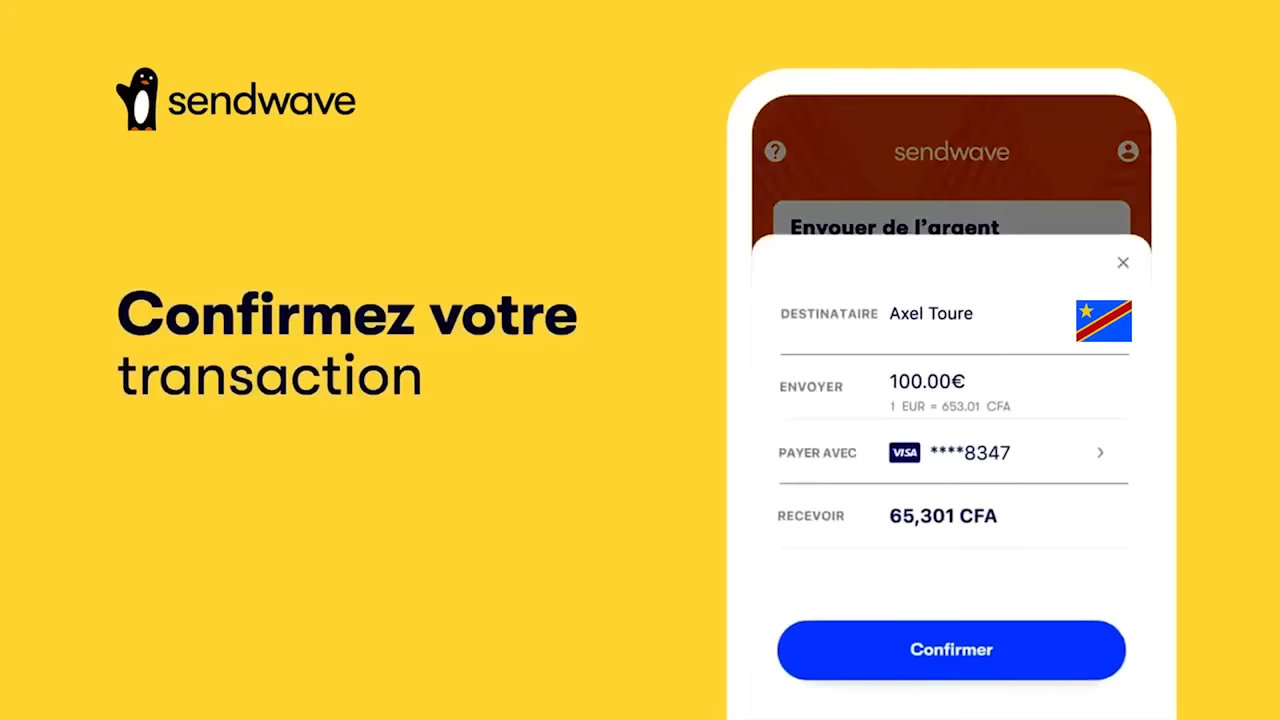 sendwave
Confirmez votre
transaction
?
sendwave
Envoyer de l'argent
DESTINATAIRE Axel Toure
ENVOYER 100.00€
1 EUR = 653.01 CFA
PAYER AVEC VISA ****8347
RECEVOIR 65,301 CFA
Confirmer